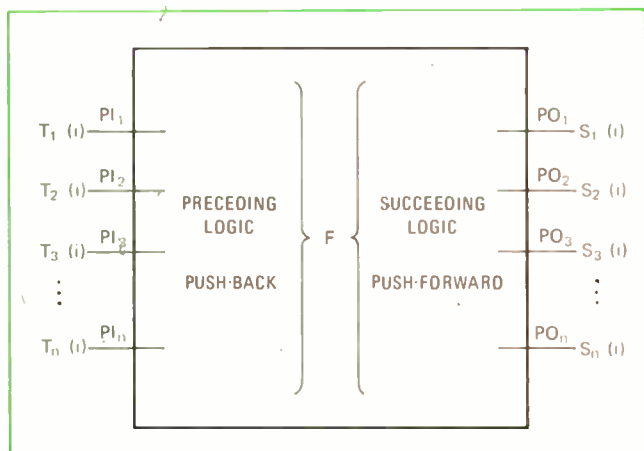 T₁ (i) PI₁ PO₁ S₁ (i)
T₂ (i) PI₂ PO₂ S₂ (i)
PRECEDING LOGIC F SUCCEEDING LOGIC
T₃ (i) PI₃ PO₃ S₃ (i)
PUSH-BACK PUSH-FORWARD
Tₙ (i) PIₙ POₙ Sₙ (i)